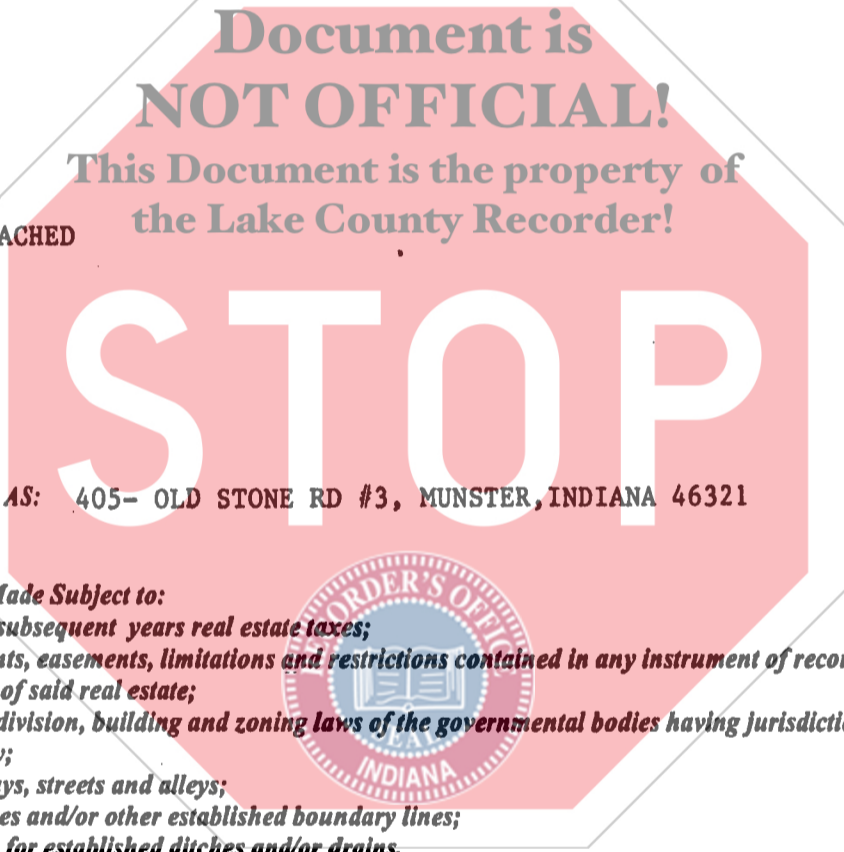 Document is
NOT OFFICIAL!
This Document is the property of
the Lake County Recorder!
ACHED
STOP
AS: 405- OLD STONE RD #3, MUNSTER,INDIANA 46321
RECORDER'S OFFICE
Made Subject to:
subsequent years real estate taxes;
nts, easements, limitations and restrictions contained in any instrument of recor
of said real estate;
division, building and zoning laws of the governmental bodies having jurisdictio
y;
SEAL
INDIANA
ys, streets and alleys;
es and/or other established boundary lines;
for established ditches and/or drains.